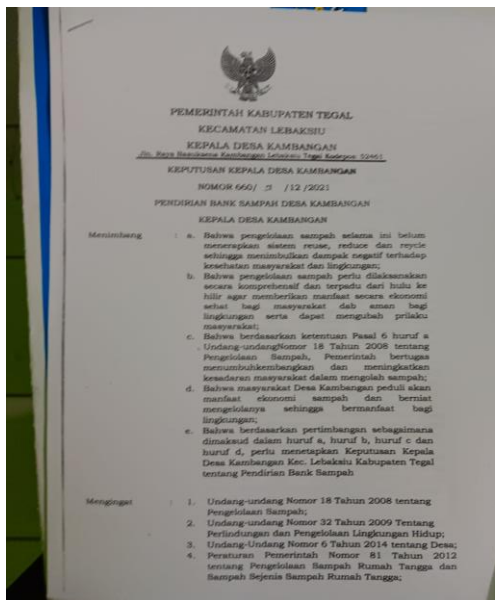 PEMERINTAH KABUPATEN TEGAL
KECAMATAN LEBAKSIU
KEPALA DESA KAMBANGAN
Jln. Raya Kambangan Lebaksiu Tegal Kodepos 52461
KEPUTUSAN KEPALA DESA KAMBANGAN
NOMOR 660/ /12/2021
PENDIRIAN BANK SAMPAH DESA KAMBANGAN
KEPALA DESA KAMBANGAN
Menimbang : a. Bahwa pengelolaan sampah selama ini belum
menerapkan sistem reuse, reduce dan reycle
sehingga menimbulkan dampak negatif terhadap
kesehatan masyarakat dan lingkungan;
b. Bahwa pengelolaan sampah perlu dilaksanakan
secara komprehensif dan terpadu dari hulu ke
hilir agar memberikan manfaat secara ekonomi
sehat bagi masyarakat dab aman bagi
lingkungan serta dapat mengubah prilaku
masyarakat;
c. Bahwa berdasarkan ketentuan Pasal 6 huruf a
Undang-undangNomor 18 Tahun 2008 tentang
Pengelolaan Sampah, Pemerintah bertugas
menumbuhkembangkan dan meningkatkan
kesadaran masyarakat dalam mengolah sampah;
d. Bahwa masyarakat Desa Kambangan peduli akan
manfaat ekonomi sampah dan berniat
mengelolanya sehingga bermanfaat bagi
lingkungan;
e. Bahwa berdasarkan pertimbangan sebagaimana
dimaksud dalam huruf a, huruf b, huruf c dan
huruf d, perlu menetapkan Keputusan Kepala
Desa Kambangan Kec. Lebaksiu Kabupaten Tegal
tentang Pendirian Bank Sampah
Mengingat : 1. Undang-undang Nomor 18 Tahun 2008 tentang
Pengelolaan Sampah;
2. Undang-undang Nomor 32 Tahun 2009 Tentang
Perlindungan dan Pengelolaan Lingkungan Hidup;
3. Undang-Undang Nomor 6 Tahun 2014 tentang Desa;
4. Peraturan Pemerintah Nomor 81 Tahun 2012
tentang Pengelolaan Sampah Rumah Tangga dan
Sampah Sejenis Sampah Rumah Tangga;